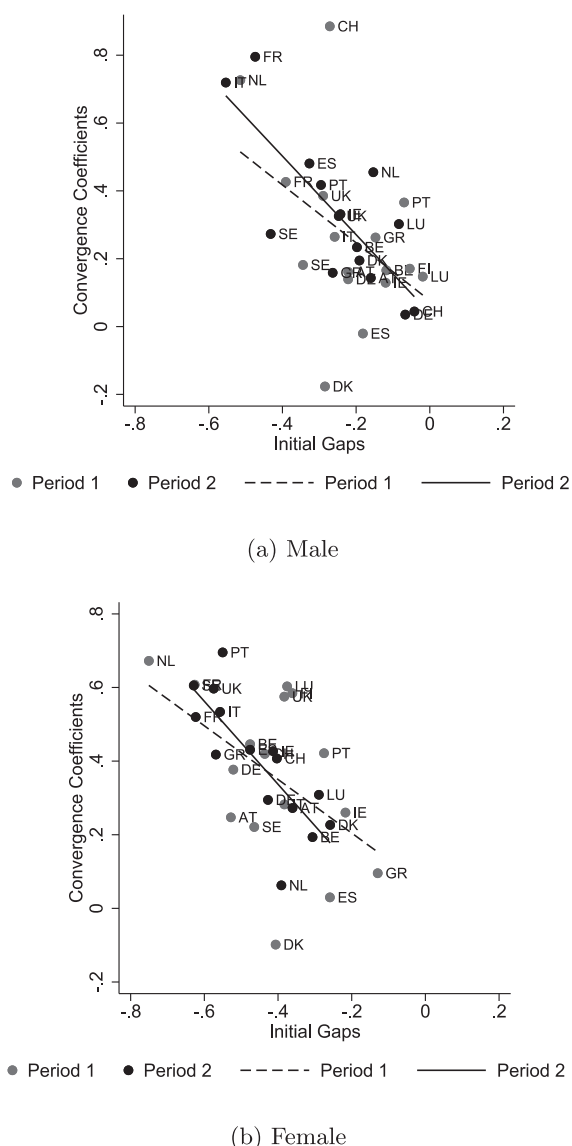 Convergence Coefficients
.8
.6
.4
.2
0
-.2
CH
FR
IT NL
ES
NL
FR PT
UK PT
IE
UK
LU
SE IT GR
BE
SE DK
GR AT BE FI
DE AT IE LU
CH
DE
ES
DK
-.8 -.6 -.4 -.2 0 .2
Initial Gaps
Period 1 Period 2 Period 1 Period 2
(a) Male
Convergence Coefficients
.8
.6
.4
.2
0
-.2
PT
NL
LU
UK
UK
IT
FI
BE
IE
PT
GR CH
DE
LU
AT
IE
AT
SE DK
BE
GR
NL
ES
DK
-.8 -.6 -.4 -.2 0 .2
Initial Gaps
Period 1 Period 2 Period 1 Period 2
(b) Female